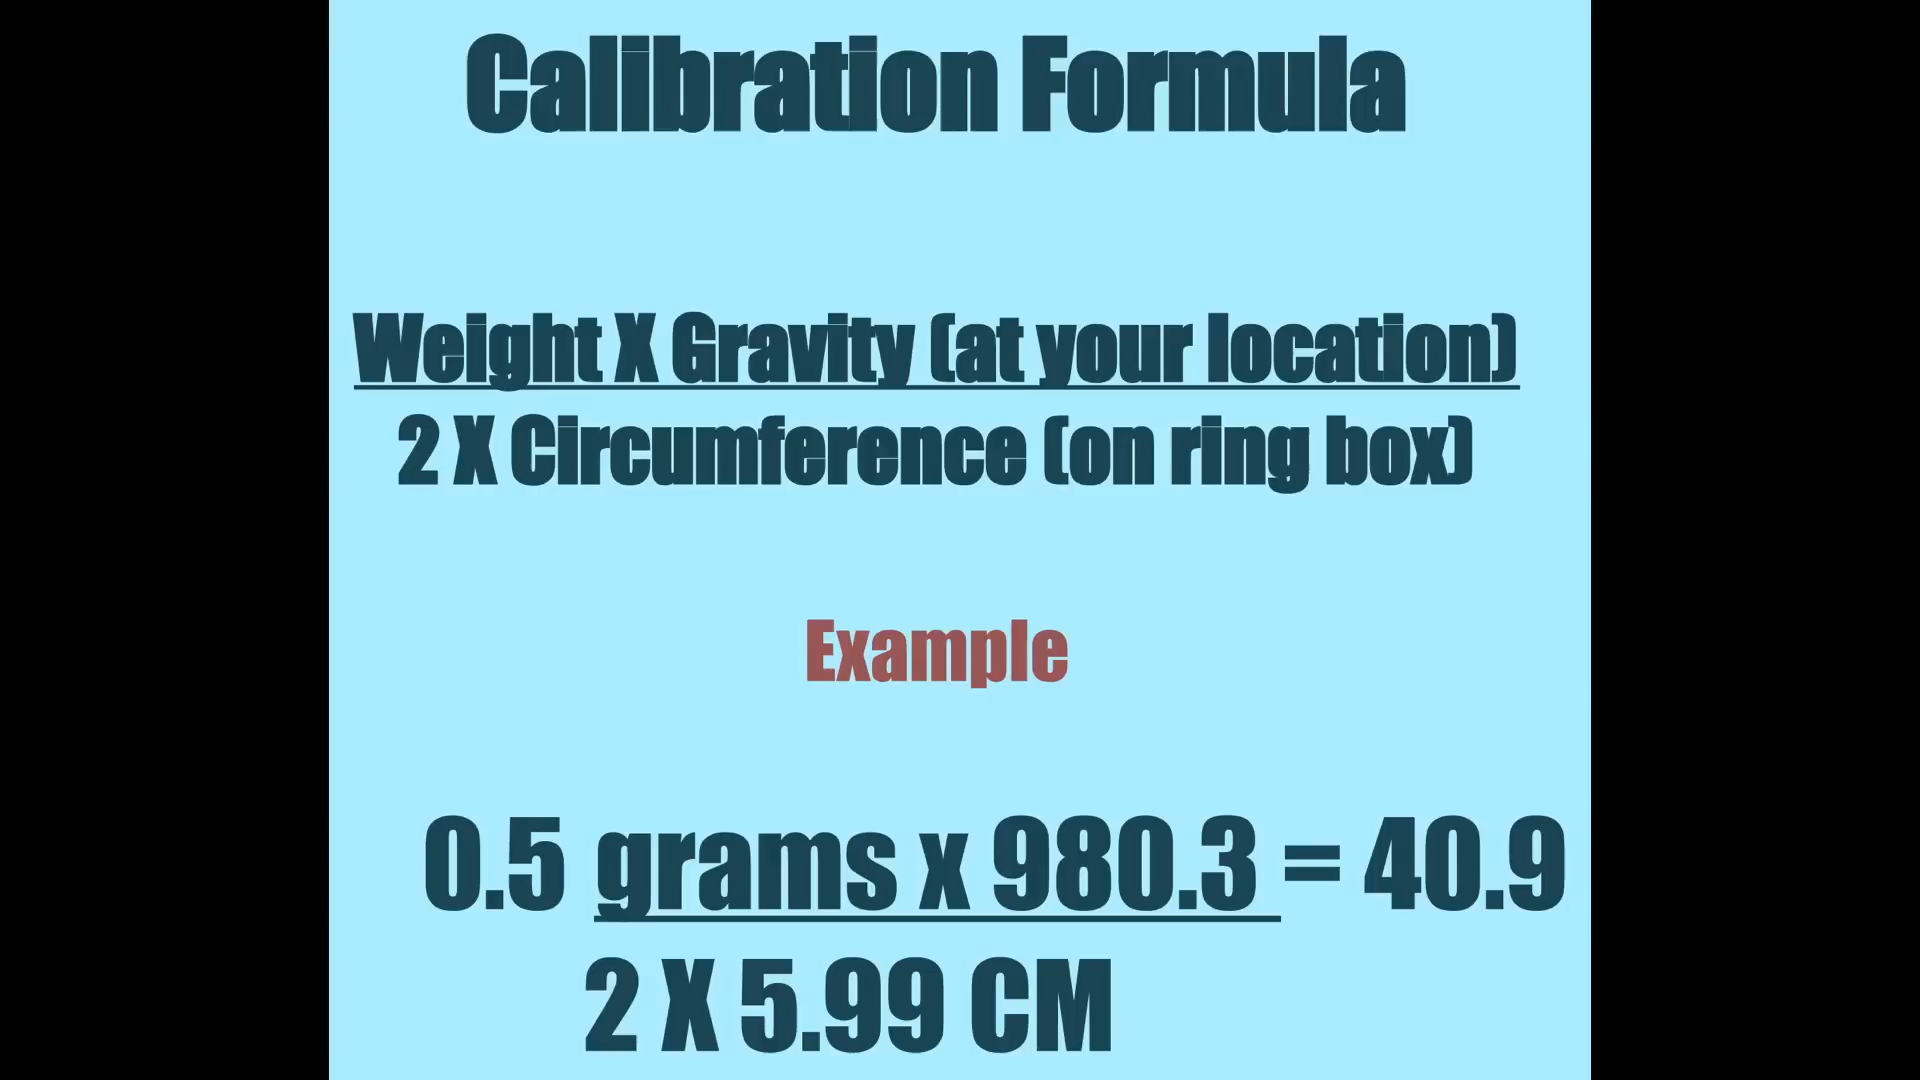 Calibration Formula
Weight X Gravity (at your location)
2 X Circumference (on ring box)
Example
0.5 grams x 980.3 = 40.9
2 X 5.99 CM